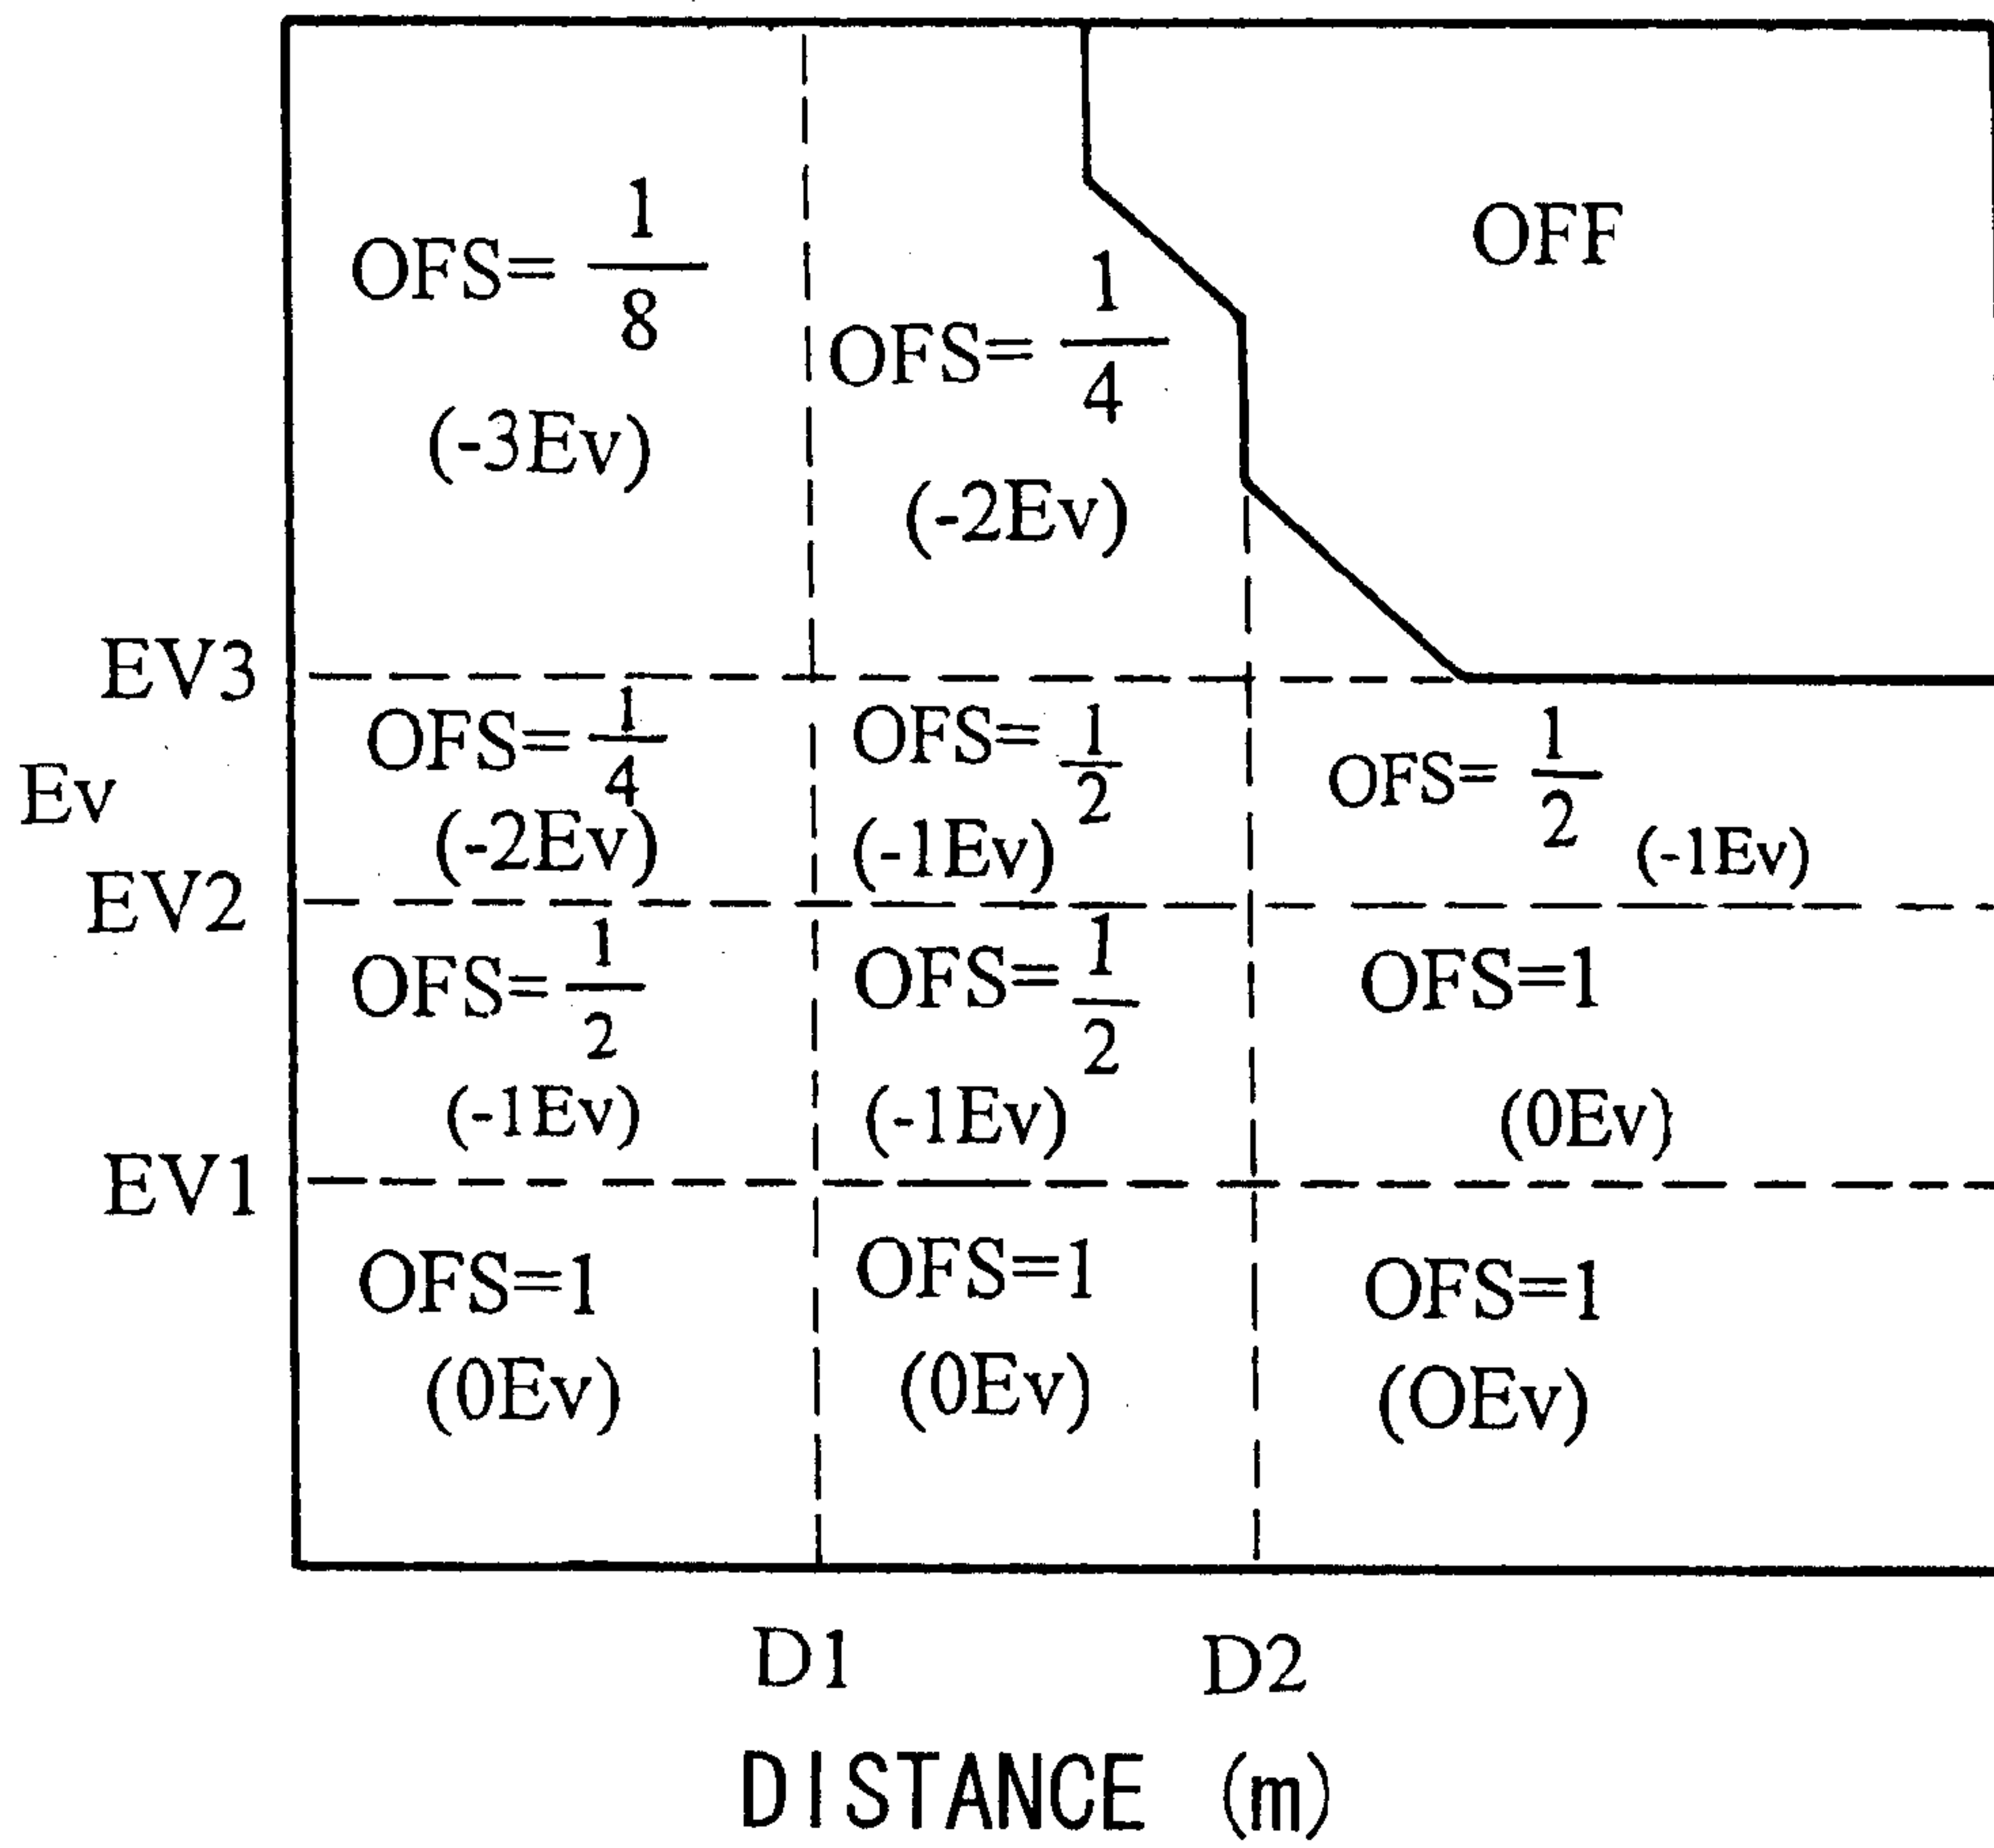 OFF
OFS= 1/8
(-3Ev)
OFS= 1/4
(-2Ev)
EV3
OFS= 1/4
(-2Ev)
OFS= 1/2
(-1Ev)
OFS= 1/2
(-1Ev)
Ev
EV2
OFS= 1/2
(-1Ev)
OFS= 1/2
(-1Ev)
OFS=1
(0Ev)
EV1
OFS=1
(0Ev)
OFS=1
(0Ev)
OFS=1
(OEv)
D1
D2
DISTANCE (m)